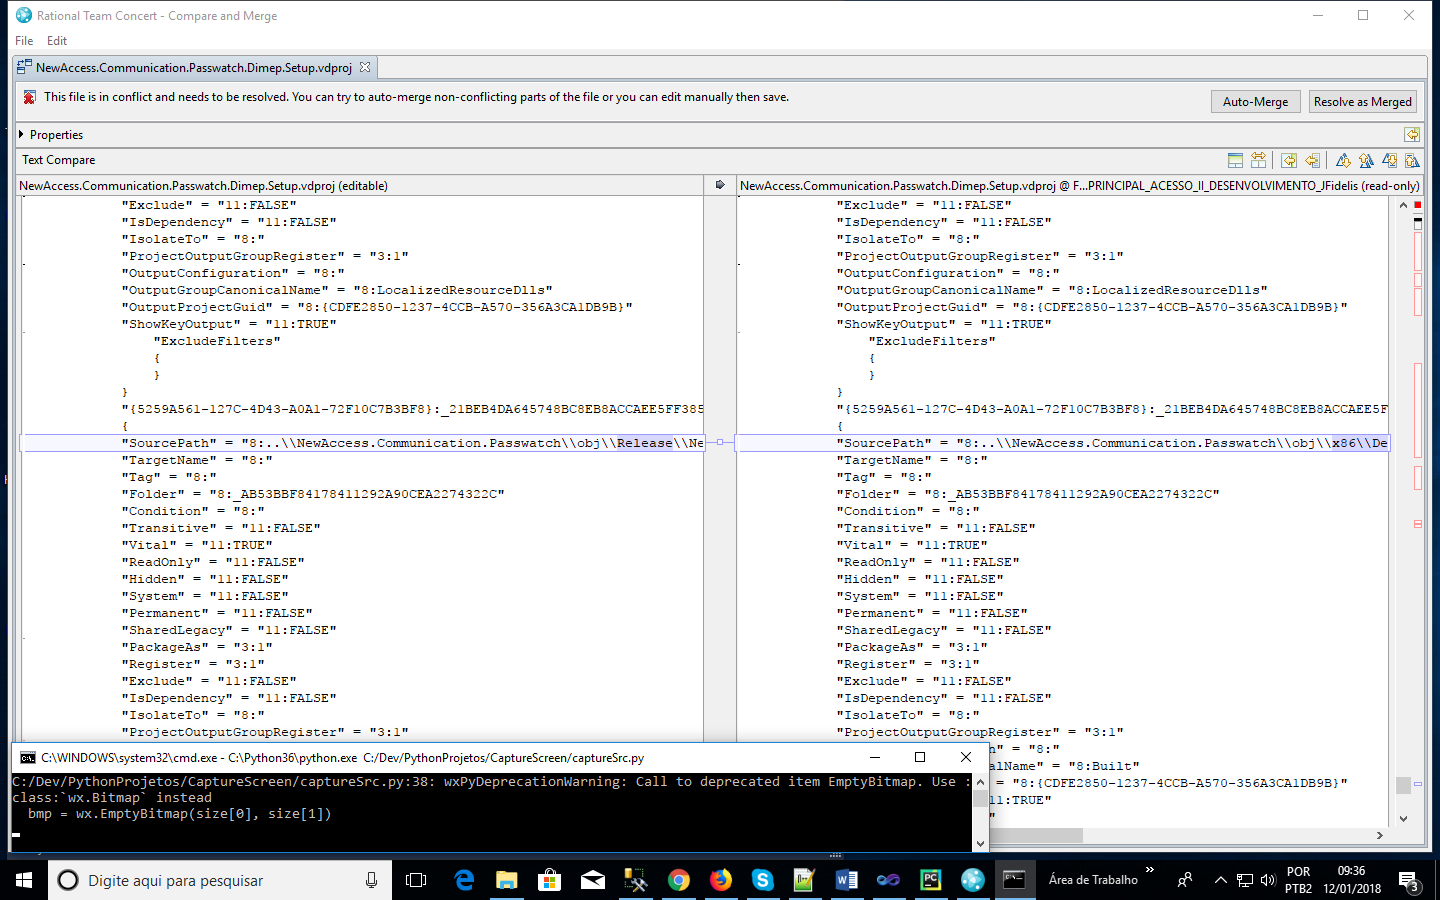 Rational Team Concert - Compare and Merge
File Edit
NewAccess.Communication.Passwatch.Dimep.Setup.vdproj
This file is in conflict and needs to be resolved. You can try to auto-merge non-conflicting parts of the file or you can edit manually then save.
Auto-Merge Resolve as Merged
Properties
Text Compare
NewAccess.Communication.Passwatch.Dimep.Setup.vdproj (editable)
"Exclude" = "11:FALSE"
"IsDependency" = "11:FALSE"
"IsolateTo" = "8:"
"ProjectOutputGroupRegister" = "3:1"
"OutputConfiguration" = "8:"
"OutputGroupCanonicalName" = "8:LocalizedResourceDlls"
"OutputProjectGuid" = "8:{CDFE2850-1237-4CCB-A570-356A3CA1DB9B}"
"ShowKeyOutput" = "11:TRUE"
"ExcludeFilters"
{
}
}
"{5259A561-127C-4D43-A0A1-72F10C7B3BF8}:_21BEB4DA645748BC8EB8ACCAEE5FF385
{
"SourcePath" = "8:..\\NewAccess.Communication.Passwatch\\obj\\Release\\Ne
"TargetName" = "8:"
"Tag" = "8:"
"Folder" = "8:_AB53BBF84178411292A90CEA2274322C"
"Condition" = "8:"
"Transitive" = "11:FALSE"
"Vital" = "11:TRUE"
"ReadOnly" = "11:FALSE"
"Hidden" = "11:FALSE"
"System" = "11:FALSE"
"Permanent" = "11:FALSE"
"SharedLegacy" = "11:FALSE"
"PackageAs" = "3:1"
"Register" = "3:1"
"Exclude" = "11:FALSE"
"IsDependency" = "11:FALSE"
"IsolateTo" = "8:"
"ProjectOutputGroupRegister" = "3:1"
NewAccess.Communication.Passwatch.Dimep.Setup.vdproj @ F...PRINCIPAL_ACESSO_II_DESENVOLVIMENTO_JFidelis (read-only)
"Exclude" = "11:FALSE"
"IsDependency" = "11:FALSE"
"IsolateTo" = "8:"
"ProjectOutputGroupRegister" = "3:1"
"OutputConfiguration" = "8:"
"OutputGroupCanonicalName" = "8:LocalizedResourceDlls"
"OutputProjectGuid" = "8:{CDFE2850-1237-4CCB-A570-356A3CA1DB9B}"
"ShowKeyOutput" = "11:TRUE"
"ExcludeFilters"
{
}
}
"{5259A561-127C-4D43-A0A1-72F10C7B3BF8}:_21BEB4DA645748BC8EB8ACCAEE5F
{
"SourcePath" = "8:..\\NewAccess.Communication.Passwatch\\obj\\x86\\De
"TargetName" = "8:"
"Tag" = "8:"
"Folder" = "8:_AB53BBF84178411292A90CEA2274322C"
"Condition" = "8:"
"Transitive" = "11:FALSE"
"Vital" = "11:TRUE"
"ReadOnly" = "11:FALSE"
"Hidden" = "11:FALSE"
"System" = "11:FALSE"
"Permanent" = "11:FALSE"
"SharedLegacy" = "11:FALSE"
"PackageAs" = "3:1"
"Register" = "3:1"
"Exclude" = "11:FALSE"
"IsDependency" = "11:FALSE"
"IsolateTo" = "8:"
"ProjectOutputGroupRegister" = "3:1"
n" = "8:"
alName" = "8:Built"
= "8:{CDFE2850-1237-4CCB-A570-356A3CA1DB9B}"
11:TRUE"
"
C:\WINDOWS\system32\cmd.exe - C:\Python36\python.exe C:/Dev/PythonProjetos/CaptureScreen/captureSrc.py
C:/Dev/PythonProjetos/CaptureScreen/captureSrc.py:38: wxPyDeprecationWarning: Call to deprecated item EmptyBitmap. Use :
class:`wx.Bitmap` instead
bmp = wx.EmptyBitmap(size[0], size[1])
Digite aqui para pesquisar
Área de Trabalho
POR
PTB2
09:36
12/01/2018
3